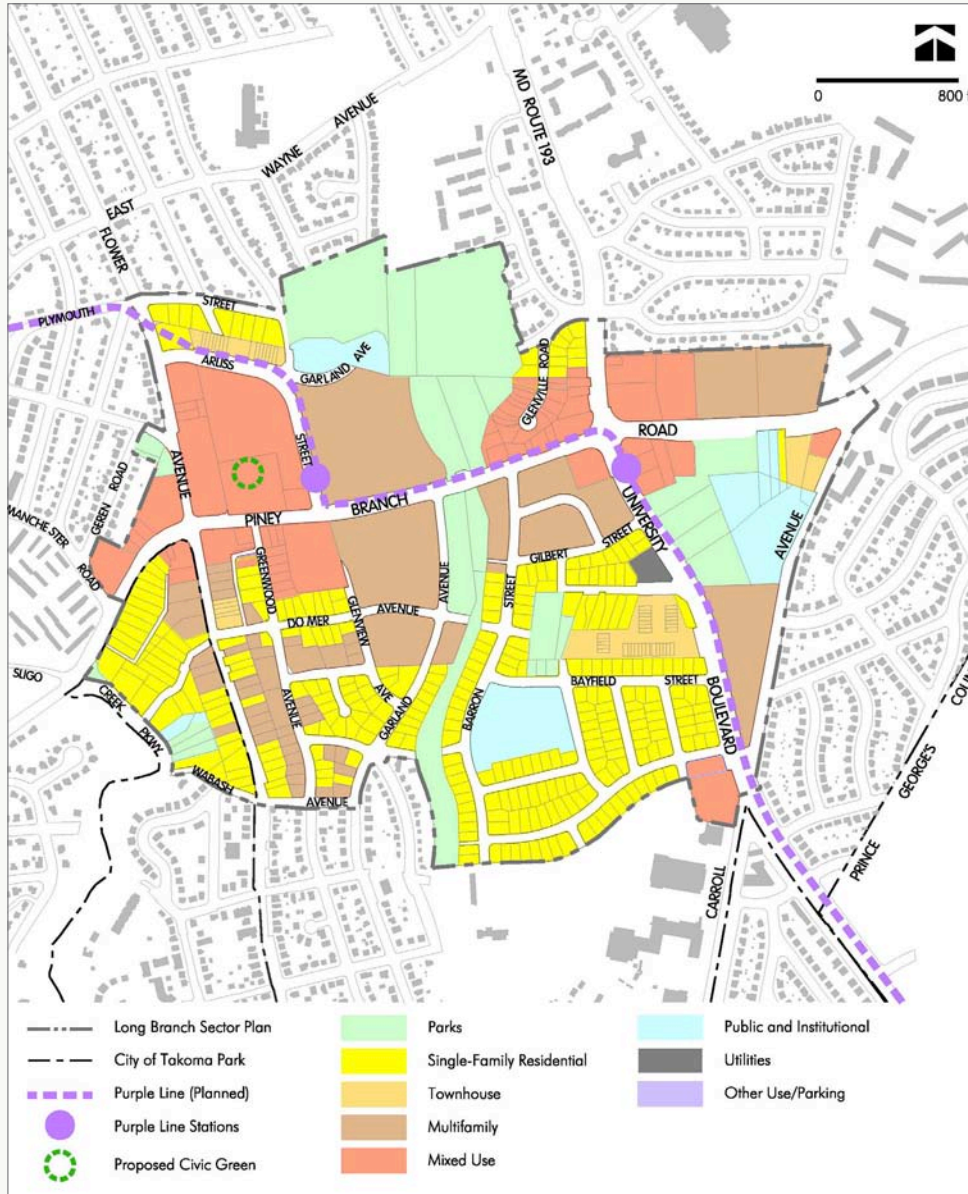 0 800
MD ROUTE 193
WAYNE AVENUE
EAST
FLOWER
PLYMOUTH
STREET
ARLISS
GARLAND AVE
GLENVILLE ROAD
ROAD
STREET
AVENUE
GEREN ROAD
MANCHESTER
ROAD
PINEY BRANCH
UNIVERSITY
AVENUE
GREENWOOD
GILBERT STREET
STREET
AVENUE
DOMER AVENUE
GLENVIEW
AVE
AVENUE
GARLAND
BARRON
BAYFIELD STREET
BOULEVARD
SLIGO
CREEK
PKWY.
WABASH
AVENUE
CARROLL
PRINCE GEORGE'S
Long Branch Sector Plan
City of Takoma Park
Purple Line (Planned)
Purple Line Stations
Proposed Civic Green
Parks
Single-Family Residential
Townhouse
Multifamily
Mixed Use
Public and Institutional
Utilities
Other Use/Parking